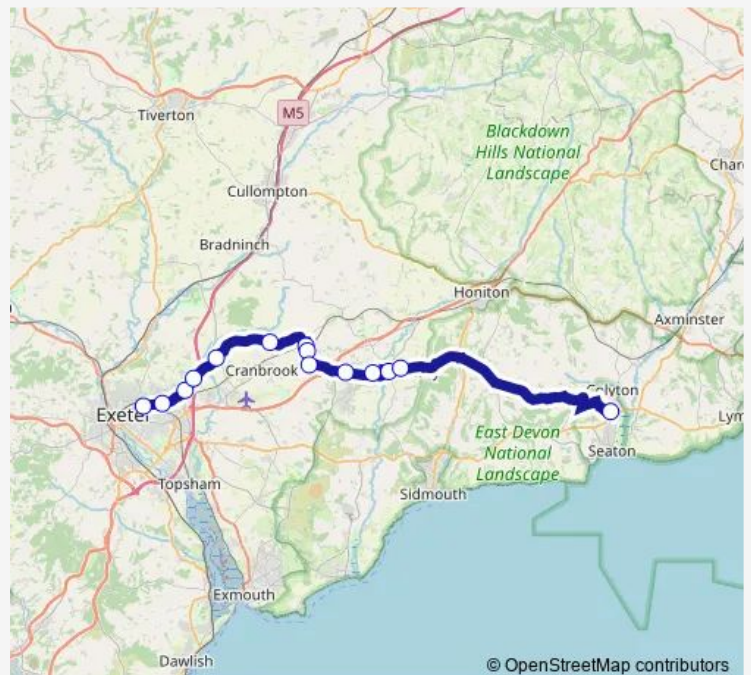 Tiverton
M5
Blackdown
Hills National
Landscape
Cullompton
Bradninch
Honiton
Axminster
Cranbrook
Exeter
Colyton
East Devon
National
Landscape
Seaton
Topsham
Sidmouth
Exmouth
Dawlish
© OpenStreetMap contributors